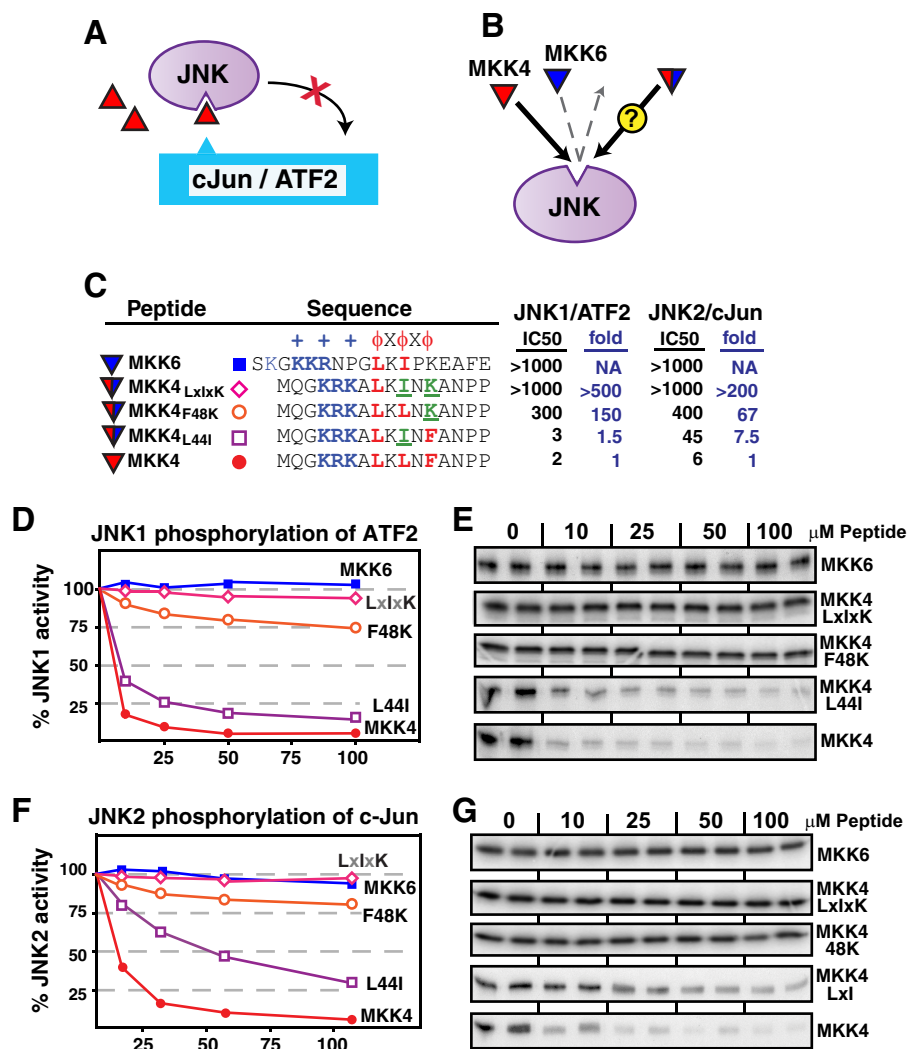 A
JNK
X
cJun / ATF2
B
MKK4
MKK6
?
JNK
C
Peptide Sequence JNK1/ATF2 JNK2/cJun
IC50 fold IC50 fold
+ + + ϕXϕXϕ
MKK6 SKGKKRNPGLKIPKEAFE >1000 NA >1000 NA
MKK4 LxIxK MQGKRKALKINKANPP >1000 >500 >1000 >200
MKK4 F48K MQGKRKALKLNKANPP 300 150 400 67
MKK4 L44I MQGKRKALKINFANPP 3 1.5 45 7.5
MKK4 MQGKRKALKLNFANPP 2 1 6 1
D
JNK1 phosphorylation of ATF2
% JNK1 activity
100
75
50
25
25 50 75 100
MKK6
LxIxK
F48K
L44I
MKK4
E
0 10 25 50 100 μM Peptide
MKK6
MKK4
LxIxK
MKK4
F48K
MKK4
L44I
MKK4
F
JNK2 phosphorylation of c-Jun
% JNK2 activity
100
75
50
25
25 50 75 100
LxIxK
MKK6
F48K
L44I
MKK4
G
0 10 25 50 100 μM Peptide
MKK6
MKK4
LxIxK
MKK4
48K
MKK4
LxI
MKK4